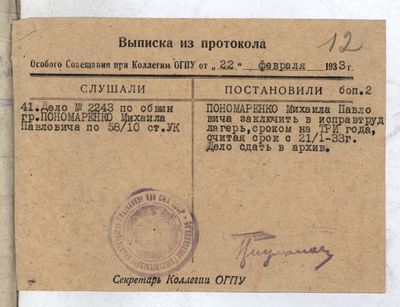 12
Выписка из протокола
Особого Совещания при Коллегии ОГПУ от „22“ февраля 1933г.
СЛУШАЛИ
41.Дело № 2243 по обвин
гр.ПОНОМАРЕНКО Михаила
Павловича по 58/10 ст.УК
ПОСТАНОВИЛИ боп.2
ПОНОМАРЕНКО Михаила Павло
вича заключить в исправтруд
лагерь,сроком на ТРИ года,
считая срок с 21/1-33г.
Дело сдать в архив.
Секретарь Коллегии ОГПУ